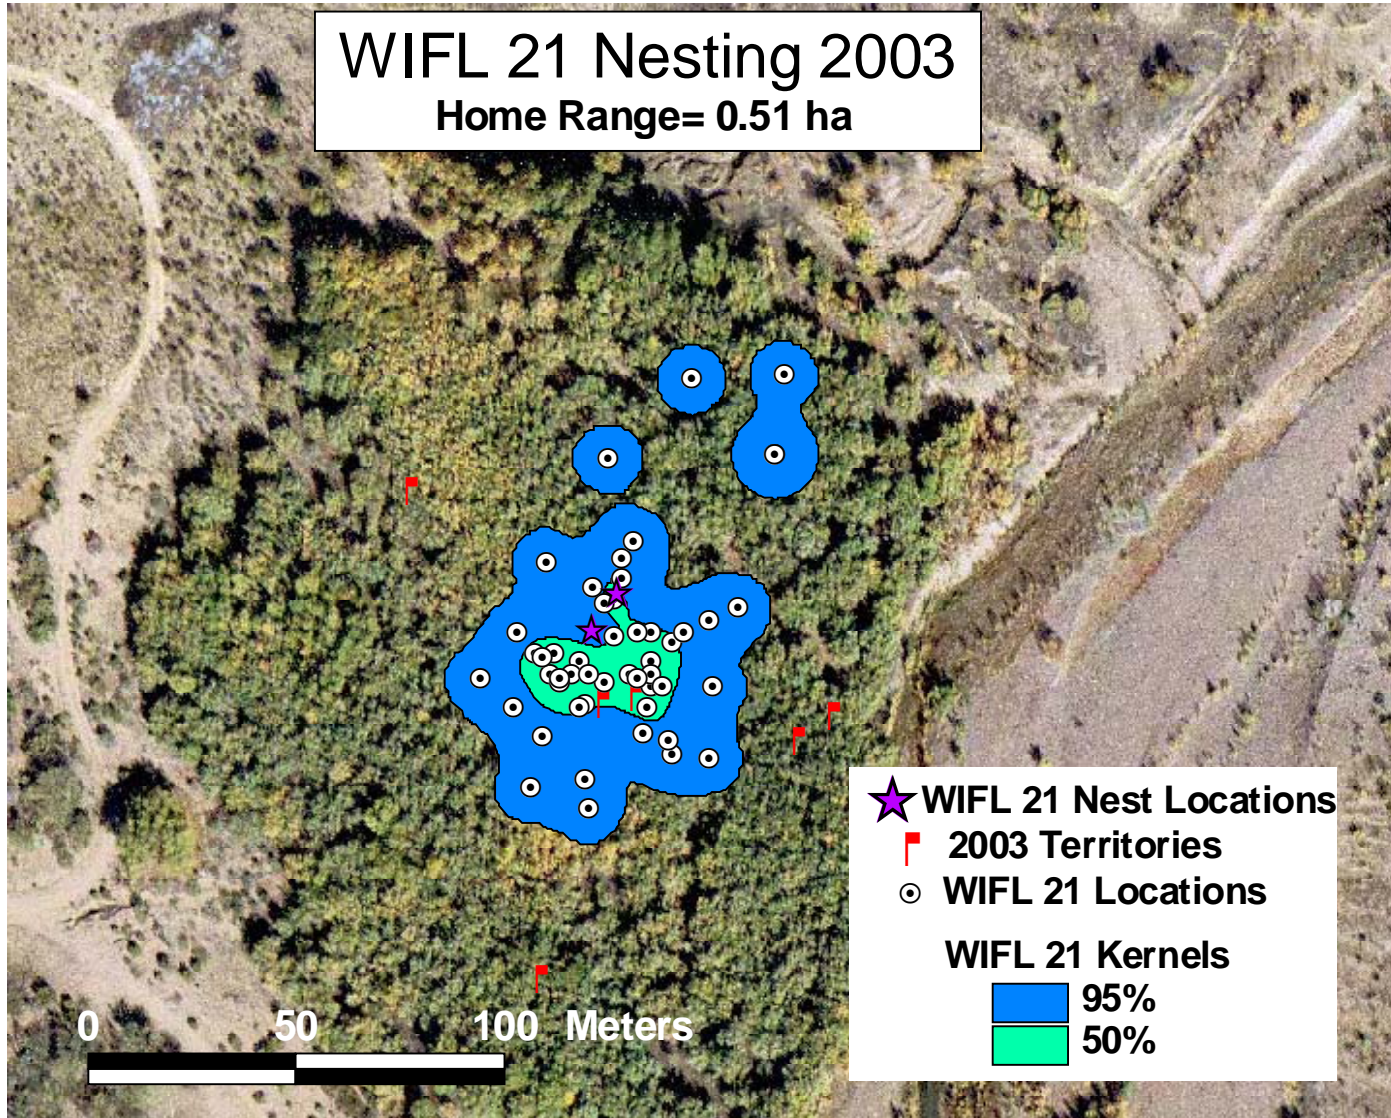 WIFL 21 Nesting 2003
Home Range= 0.51 ha
WIFL 21 Nest Locations
2003 Territories
WIFL 21 Locations
WIFL 21 Kernels
95%
50%
0 50 100 Meters